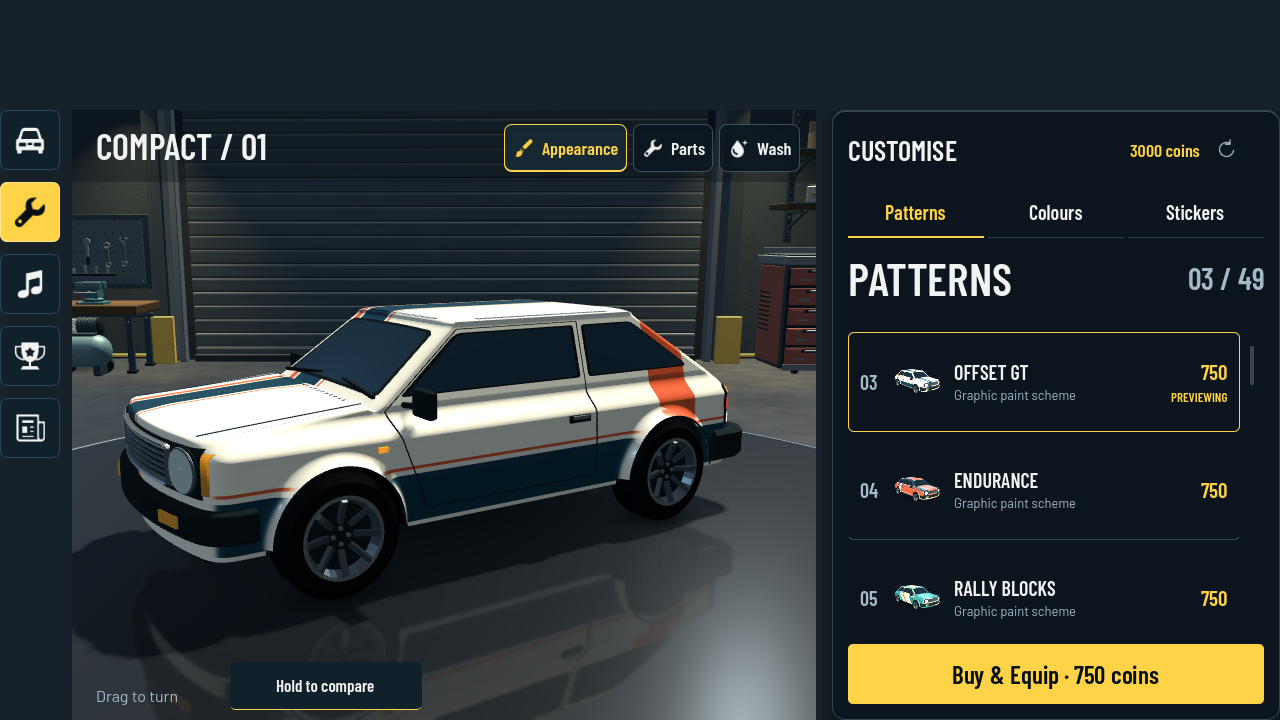 COMPACT / 01
Appearance
Parts
Wash
Drag to turn
Hold to compare
CUSTOMISE
3000 coins
Patterns
Colours
Stickers
PATTERNS
03 / 49
03
OFFSET GT
Graphic paint scheme
750
PREVIEWING
04
ENDURANCE
Graphic paint scheme
750
05
RALLY BLOCKS
Graphic paint scheme
750
Buy & Equip · 750 coins